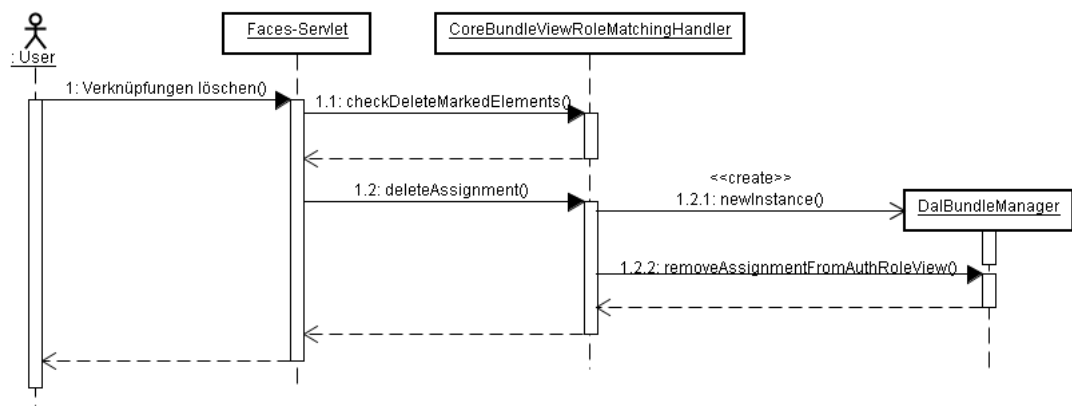 : User
Faces-Servlet
CoreBundleViewRoleMatchingHandler
1: Verknüpfungen löschen()
1.1: checkDeleteMarkedElements()
1.2: deleteAssignment()
<<create>>
1.2.1: newInstance()
DalBundleManager
1.2.2: removeAssignmentFromAuthRoleView()